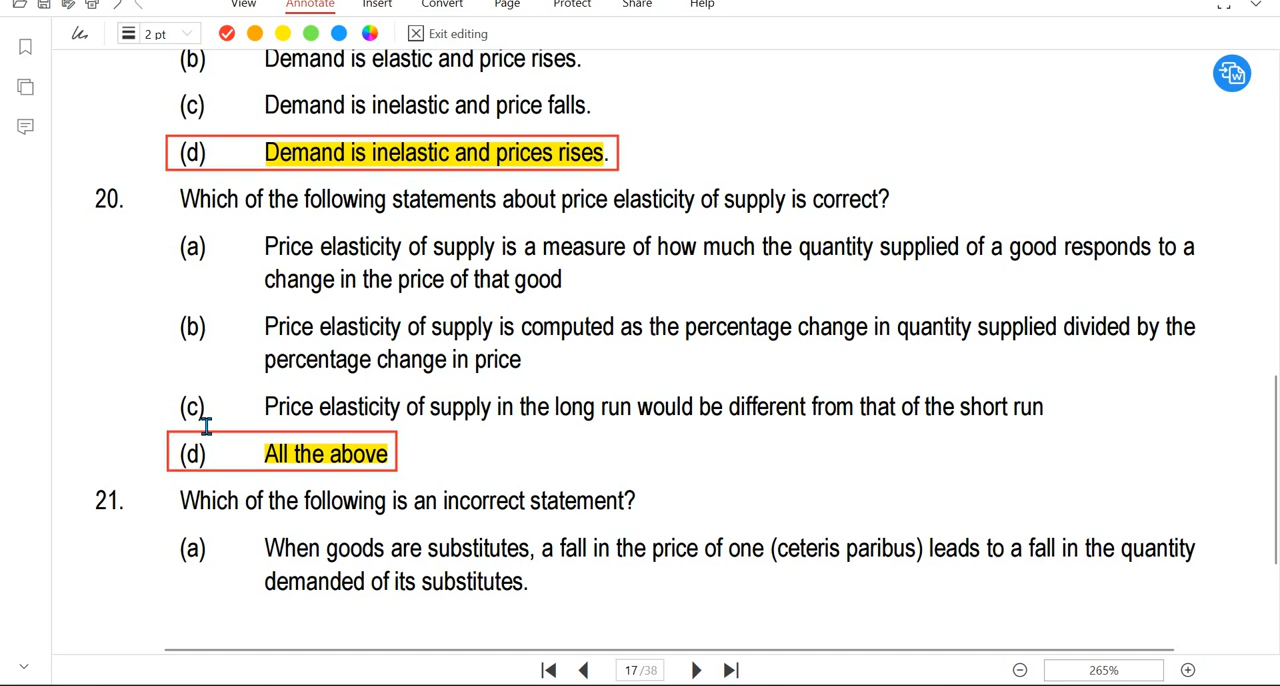 View Annotate Insert Convert Page Protect Share Help
2 pt Exit editing
(b) Demand is elastic and price rises.
(c) Demand is inelastic and price falls.
(d) Demand is inelastic and prices rises.
20. Which of the following statements about price elasticity of supply is correct?
(a) Price elasticity of supply is a measure of how much the quantity supplied of a good responds to a
change in the price of that good
(b) Price elasticity of supply is computed as the percentage change in quantity supplied divided by the
percentage change in price
(c) Price elasticity of supply in the long run would be different from that of the short run
(d) All the above
21. Which of the following is an incorrect statement?
(a) When goods are substitutes, a fall in the price of one (ceteris paribus) leads to a fall in the quantity
demanded of its substitutes.
17 /38 265%